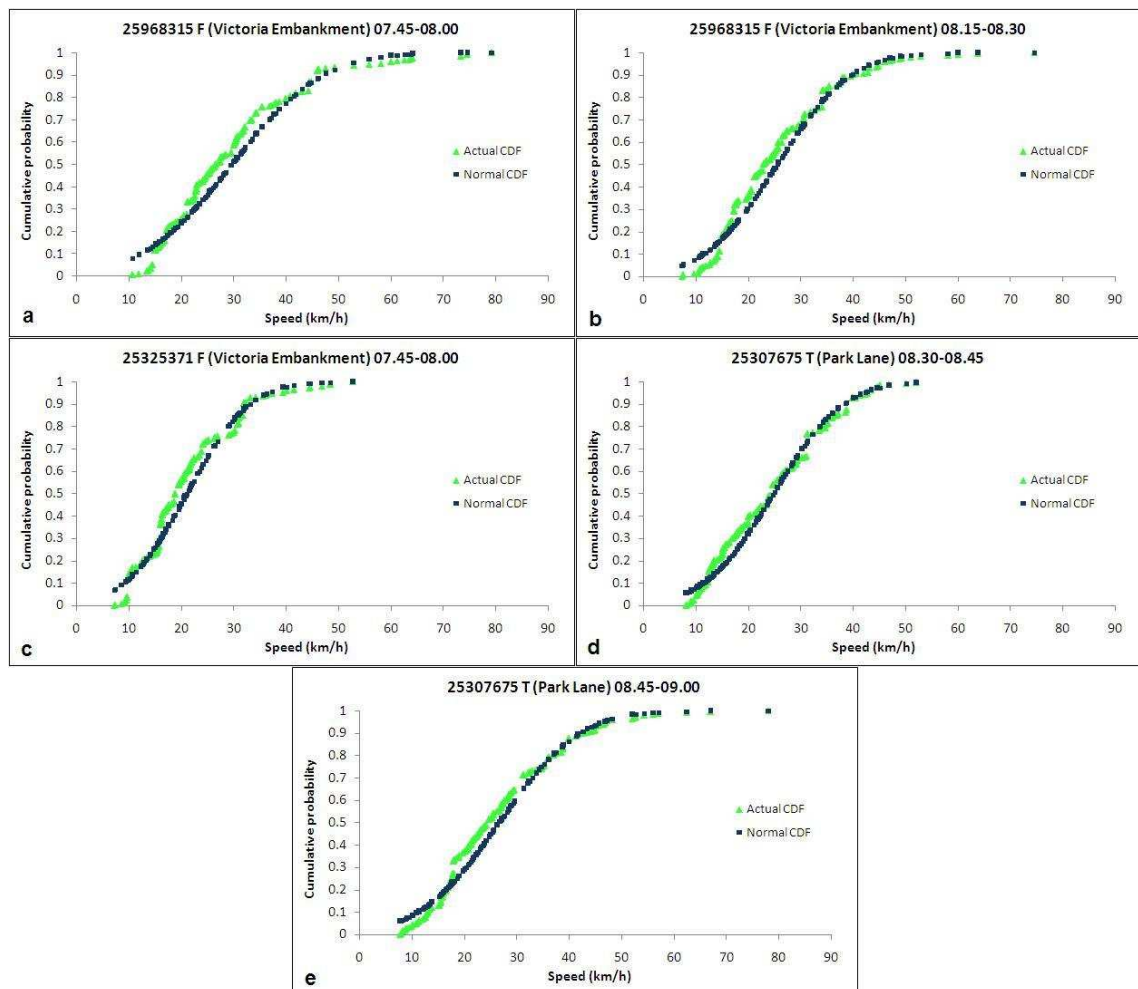 25968315 F (Victoria Embankment) 07.45-08.00
Cumulative probability
1
0.9
0.8
0.7
0.6
0.5
0.4
0.3
0.2
0.1
0
Actual CDF
Normal CDF
0 10 20 30 40 50 60 70 80 90
Speed (km/h)
a
25968315 F (Victoria Embankment) 08.15-08.30
Cumulative probability
1
0.9
0.8
0.7
0.6
0.5
0.4
0.3
0.2
0.1
0
Actual CDF
Normal CDF
0 10 20 30 40 50 60 70 80 90
Speed (km/h)
b
25325371 F (Victoria Embankment) 07.45-08.00
Cumulative probability
1
0.9
0.8
0.7
0.6
0.5
0.4
0.3
0.2
0.1
0
Actual CDF
Normal CDF
0 10 20 30 40 50 60 70 80 90
Speed (km/h)
c
25307675 T (Park Lane) 08.30-08.45
Cumulative probability
1
0.9
0.8
0.7
0.6
0.5
0.4
0.3
0.2
0.1
0
Actual CDF
Normal CDF
0 10 20 30 40 50 60 70 80 90
Speed (km/h)
d
25307675 T (Park Lane) 08.45-09.00
Cumulative probability
1
0.9
0.8
0.7
0.6
0.5
0.4
0.3
0.2
0.1
0
Actual CDF
Normal CDF
0 10 20 30 40 50 60 70 80 90
Speed (km/h)
e